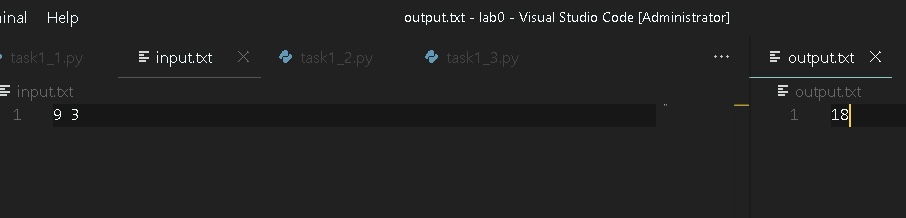 inal Help
output.txt - lab0 - Visual Studio Code [Administrator]
task1_1.py input.txt task1_2.py task1_3.py ... output.txt
input.txt
output.txt
1 9 3
1 18